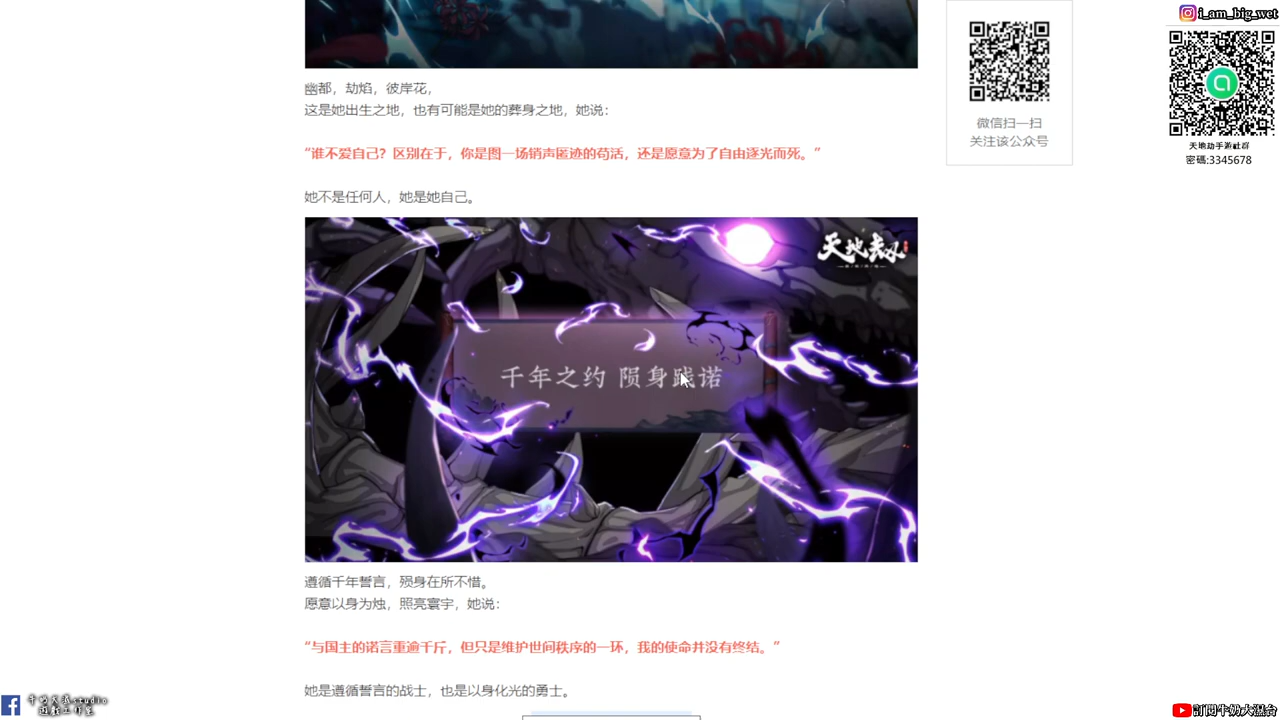 幽都，劫焰，彼岸花，
这是她出生之地，也有可能是她的葬身之地，她说：
“谁不爱自己？区别在于，你是图一场销声匿迹的苟活，还是愿意为了自由逐光而死。”
她不是任何人，她是她自己。
天地劫
千年之约 陨身践诺
遵循千年誓言，殒身在所不惜。
愿意以身为烛，照亮寰宇，她说：
“与国主的诺言重逾千斤，但只是维护世间秩序的一环，我的使命并没有终结。”
她是遵循誓言的战士，也是以身化光的勇士。
微信扫一扫
关注该公众号
i_am_big_wet
天地劫手游社群
密碼:3345678
studio
遊戲工作室
訂閱牛奶大濕台